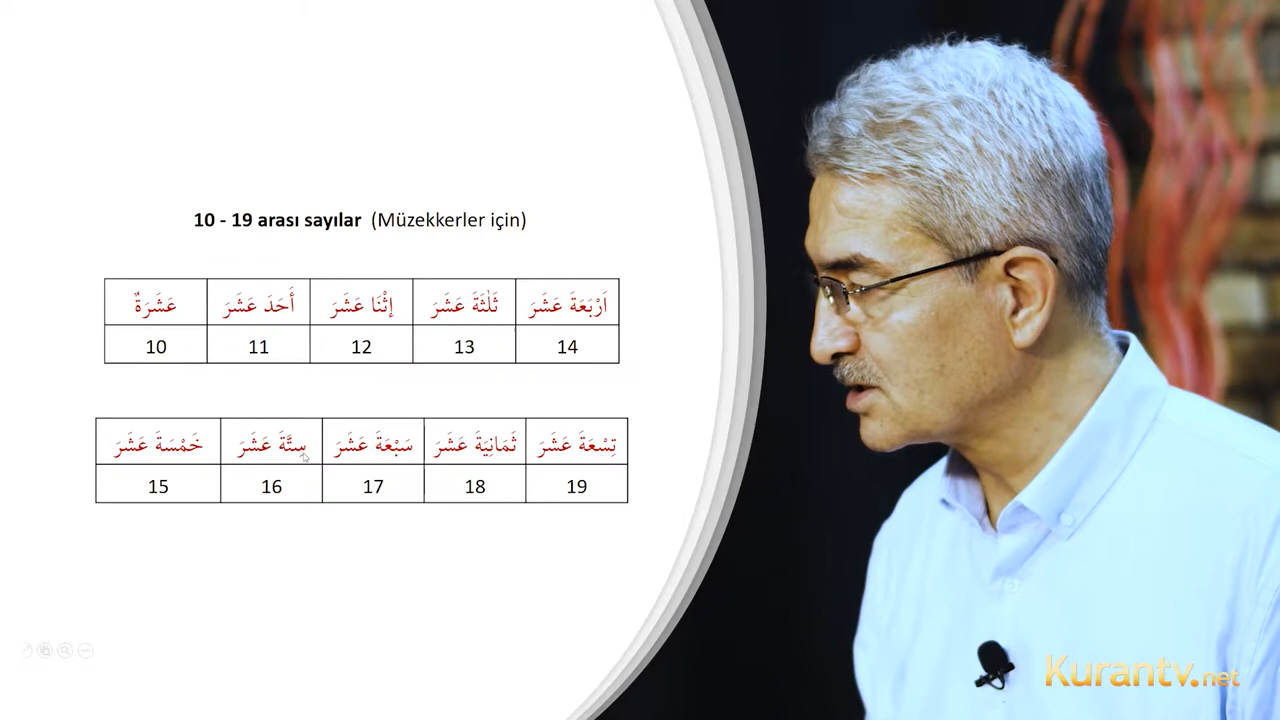 10 - 19 arası sayılar (Müzekkerler için)
عَشَرَةٌ أَحَدَ عَشَرَ إِثْنَا عَشَرَ ثَلٰثَةَ عَشَرَ اَرْبَعَةَ عَشَرَ
10 11 12 13 14
خَمْسَةَ عَشَرَ سِتَّةَ عَشَرَ سَبْعَةَ عَشَرَ ثَمَانِيَةَ عَشَرَ تِسْعَةَ عَشَرَ
15 16 17 18 19
Kurantv.net